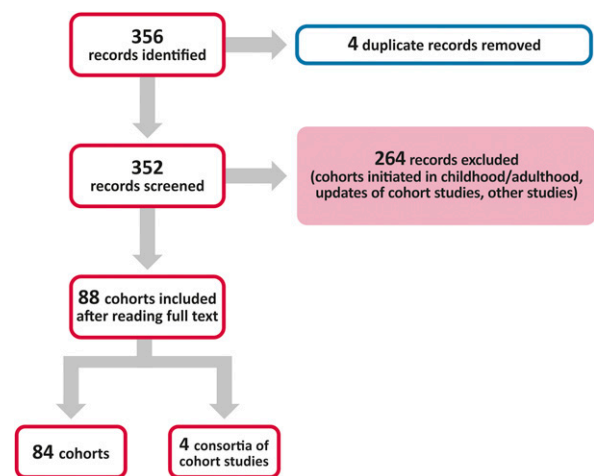 356
records identified
4 duplicate records removed
352
records screened
264 records excluded
(cohorts initiated in childhood/adulthood,
updates of cohort studies, other studies)
88 cohorts included
after reading full text
84 cohorts
4 consortia of
cohort studies